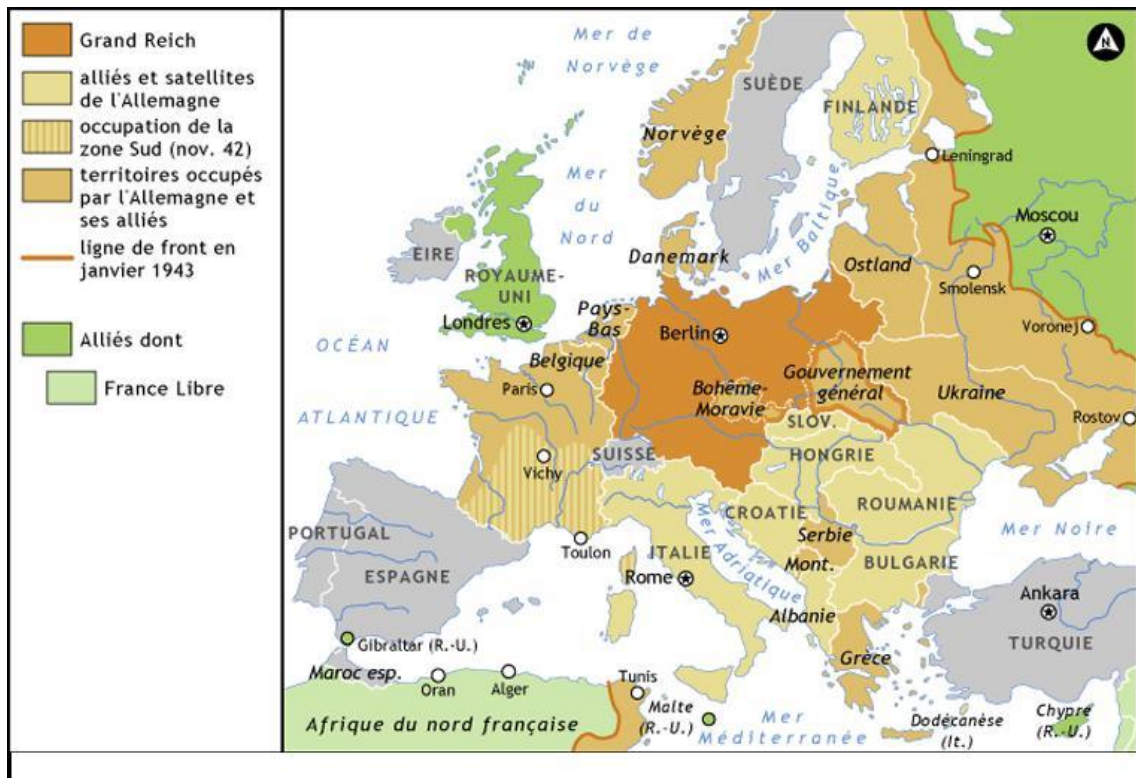 Grand Reich
alliés et satellites
de l'Allemagne
occupation de la
zone Sud (nov. 42)
territoires occupés
par l'Allemagne et
ses alliés
ligne de front en
janvier 1943
Alliés dont
France Libre
Mer de
Norvège
N
SUÈDE
FINLANDE
Norvège
Leningrad
Mer
du
Nord
Mer Baltique
Moscou
EIRE
ROYAUME-
UNI
Danemark
Ostland
Smolensk
Londres
Pays-
Bas
Berlin
Voronej
OCÉAN
ATLANTIQUE
Belgique
Paris
Bohême-
Moravie
Gouvernement
général
Ukraine
Rostov
SLOV.
Vichy
SUISSE
HONGRIE
ROUMANIE
CROATIE
Serbie
Mer Noire
PORTUGAL
ESPAGNE
Toulon
ITALIE
Rome
Mer Adriatique
Mont.
BULGARIE
Albanie
Ankara
TURQUIE
Gibraltar (R.-U.)
Grèce
Maroc esp.
Oran
Alger
Tunis
Malte
(R.-U.)
Mer
Méditerranée
Dodécanèse
(It.)
Chypre
(R.-U.)
Afrique du nord française